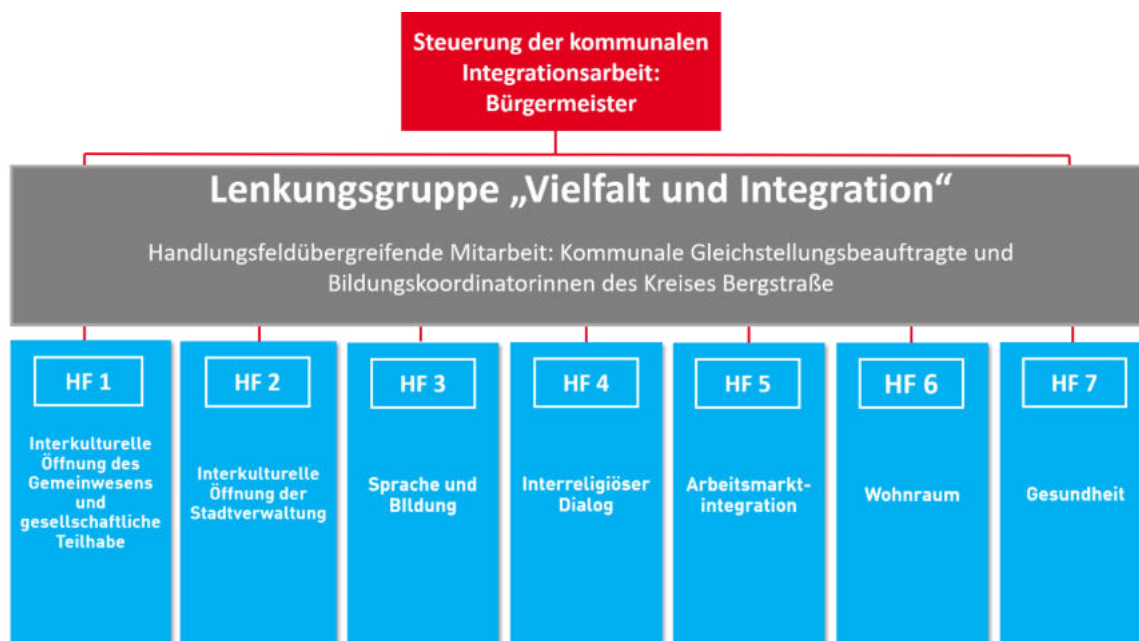 Steuerung der kommunalen
Integrationsarbeit:
Bürgermeister
Lenkungsgruppe „Vielfalt und Integration“
Handlungsfeldübergreifende Mitarbeit: Kommunale Gleichstellungsbeauftragte und
Bildungskoordinatorinnen des Kreises Bergstraße
HF 1
Interkulturelle
Öffnung des
Gemeinwesens
und
gesellschaftliche
Teilhabe
HF 2
Interkulturelle
Öffnung der
Stadtverwaltung
HF 3
Sprache und
BIldung
HF 4
Interreligiöser
Dialog
HF 5
Arbeitsmarkt-
integration
HF 6
Wohnraum
HF 7
Gesundheit